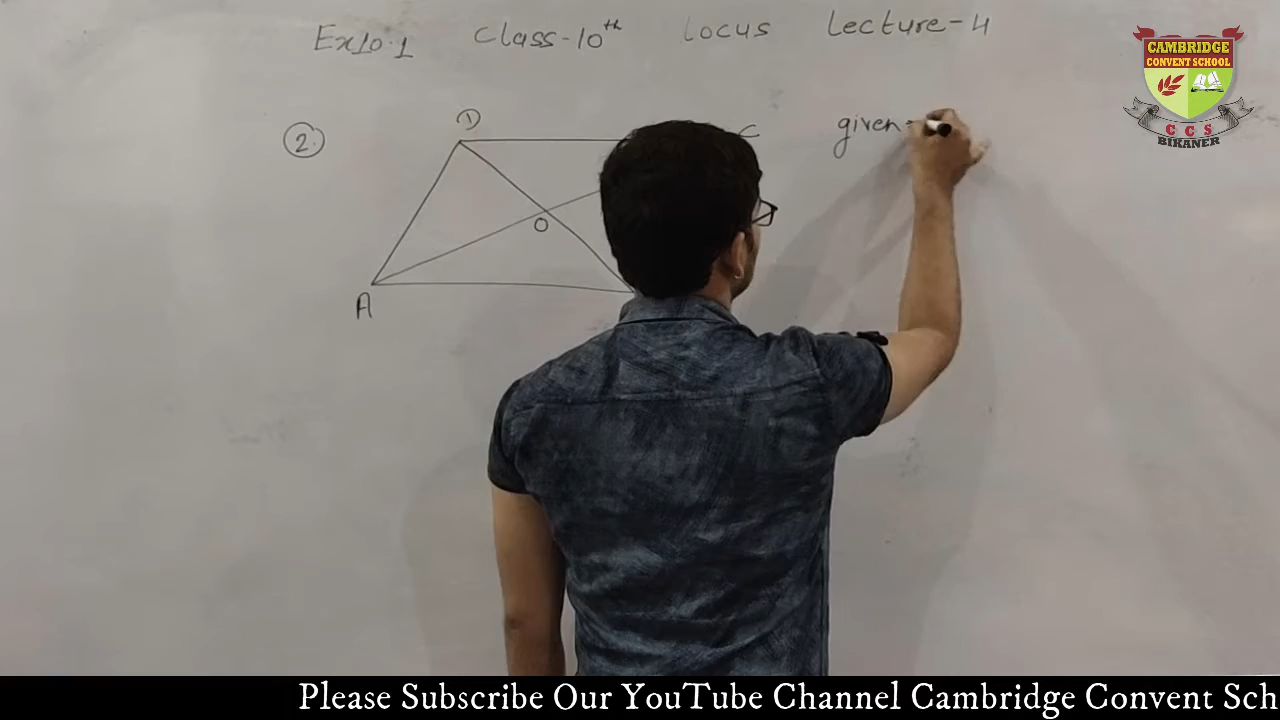 Ex10.1 Class-10th locus Lecture-4
2.
D
C
given-
O
A
CAMBRIDGE
CONVENT SCHOOL
C C S
BIKANER
Please Subscribe Our YouTube Channel Cambridge Convent Sch